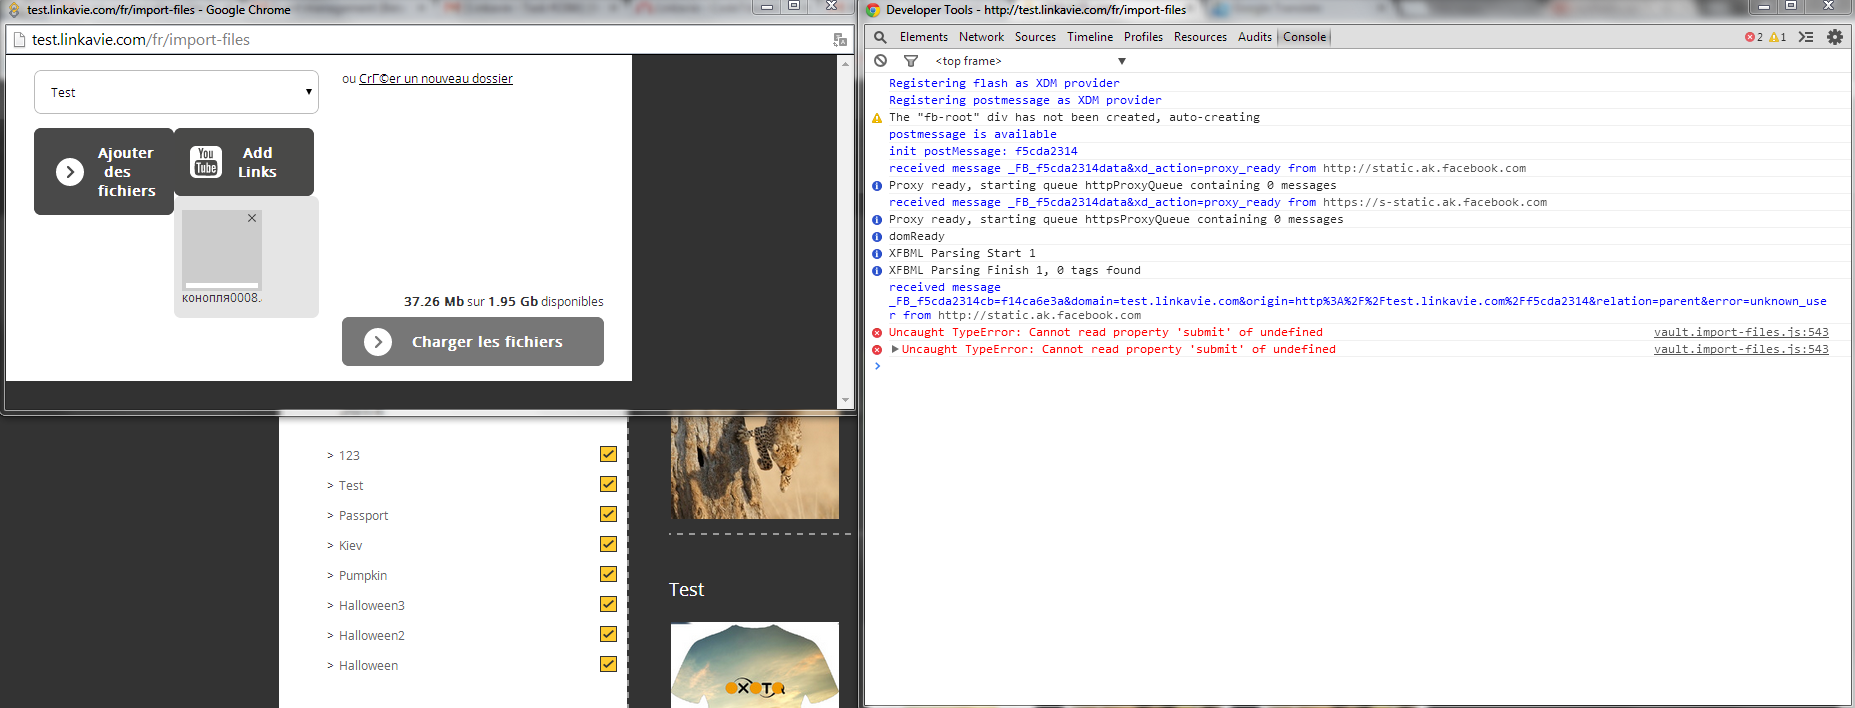 test.linkavie.com/fr/import-files - Google Chrome
test.linkavie.com/fr/import-files
Test
ou CrГ©er un nouveau dossier
Ajouter
des
fichiers
Add
Links
You
Tube
конопля0008.
37.26 Mb sur 1.95 Gb disponibles
Charger les fichiers
> 123
> Test
> Passport
> Kiev
> Pumpkin
> Halloween3
> Halloween2
> Halloween
Test
OXOTA
Developer Tools - http://test.linkavie.com/fr/import-files
Elements Network Sources Timeline Profiles Resources Audits Console
2 1
<top frame>
Registering flash as XDM provider
Registering postmessage as XDM provider
The "fb-root" div has not been created, auto-creating
postmessage is available
init postMessage: f5cda2314
received message _FB_f5cda2314data&xd_action=proxy_ready from http://static.ak.facebook.com
Proxy ready, starting queue httpProxyQueue containing 0 messages
received message _FB_f5cda2314data&xd_action=proxy_ready from https://s-static.ak.facebook.com
Proxy ready, starting queue httpsProxyQueue containing 0 messages
domReady
XFBML Parsing Start 1
XFBML Parsing Finish 1, 0 tags found
received message
_FB_f5cda2314cb=f14ca6e3a&domain=test.linkavie.com&origin=http%3A%2F%2Ftest.linkavie.com%2Ff5cda2314&relation=parent&error=unknown_use
r from http://static.ak.facebook.com
Uncaught TypeError: Cannot read property 'submit' of undefined vault.import-files.js:543
Uncaught TypeError: Cannot read property 'submit' of undefined vault.import-files.js:543